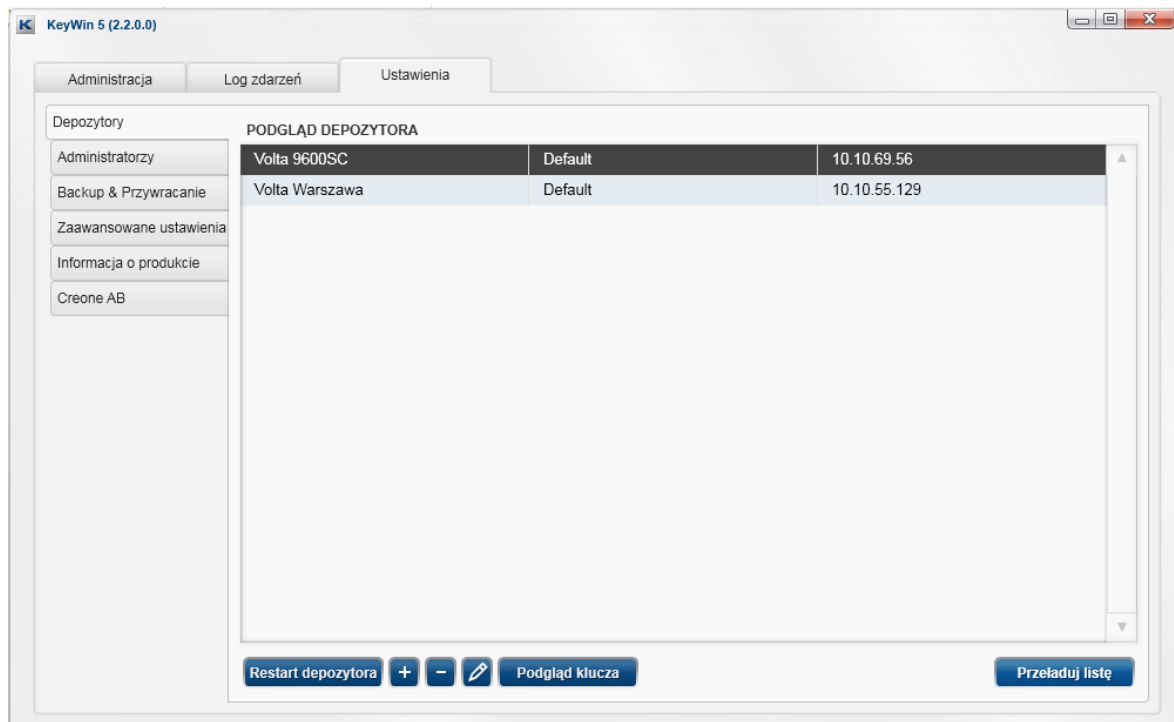 KeyWin 5 (2.2.0.0)
Administracja Log zdarzeń Ustawienia
Depozytory
Administratorzy
Backup & Przywracanie
Zaawansowane ustawienia
Informacja o produkcie
Creone AB
PODGLĄD DEPOZYTORA
Volta 9600SC Default 10.10.69.56
Volta Warszawa Default 10.10.55.129
Restart depozytora + - Podgląd klucza Przeładuj listę